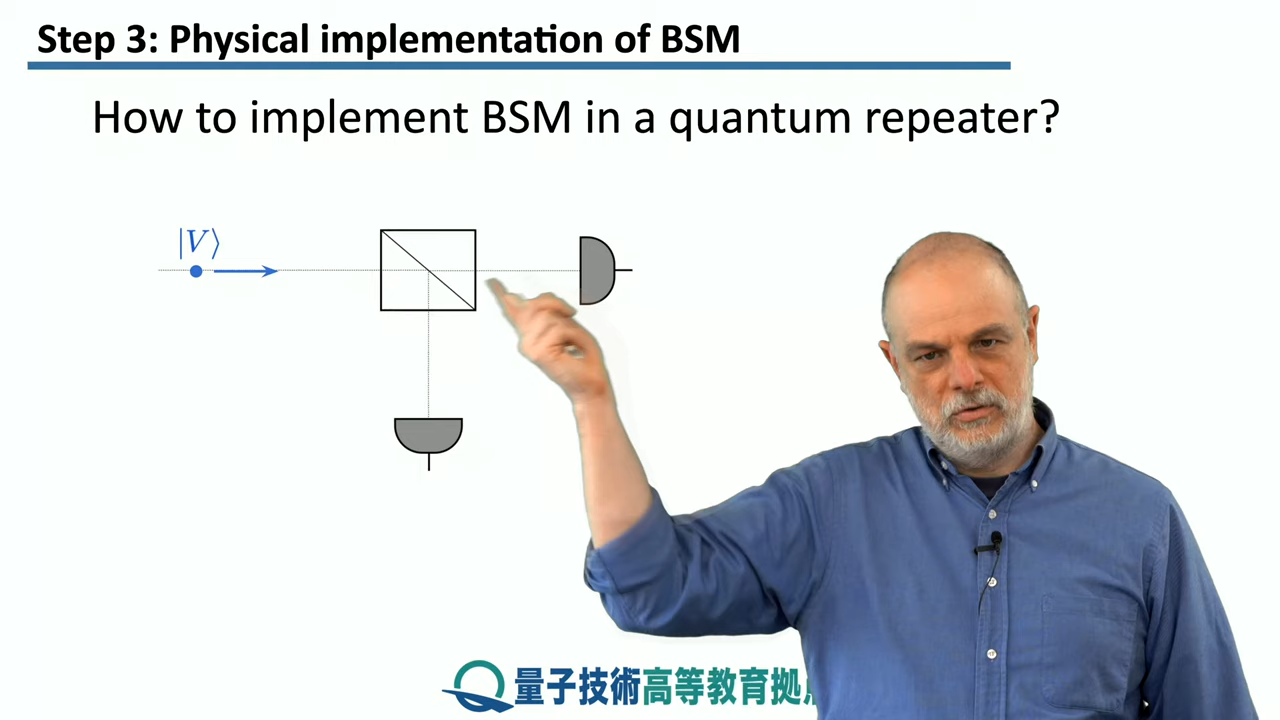 Step 3: Physical implementation of BSM
How to implement BSM in a quantum repeater?
|V⟩
量子技術高等教育拠